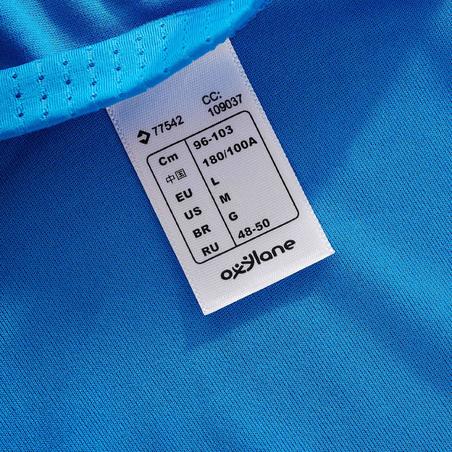 77542 CC: 109037
Cm 96-103
中国 180/100A
EU L
US M
BR G
RU 48-50
oxylane